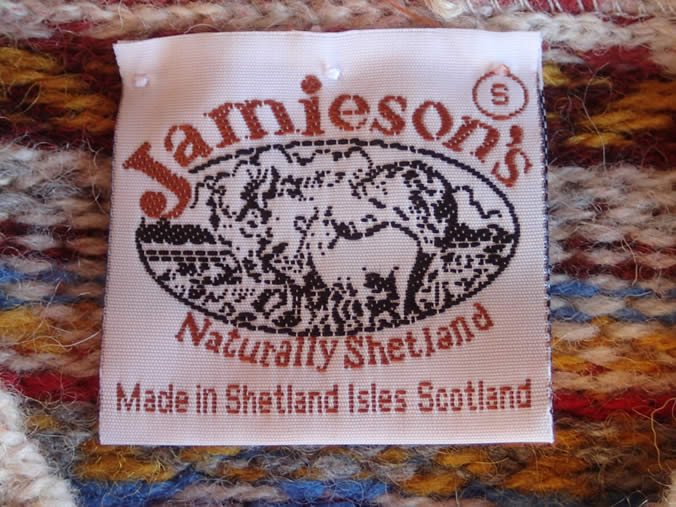 Jamieson's
S
Naturally Shetland
Made in Shetland Isles Scotland